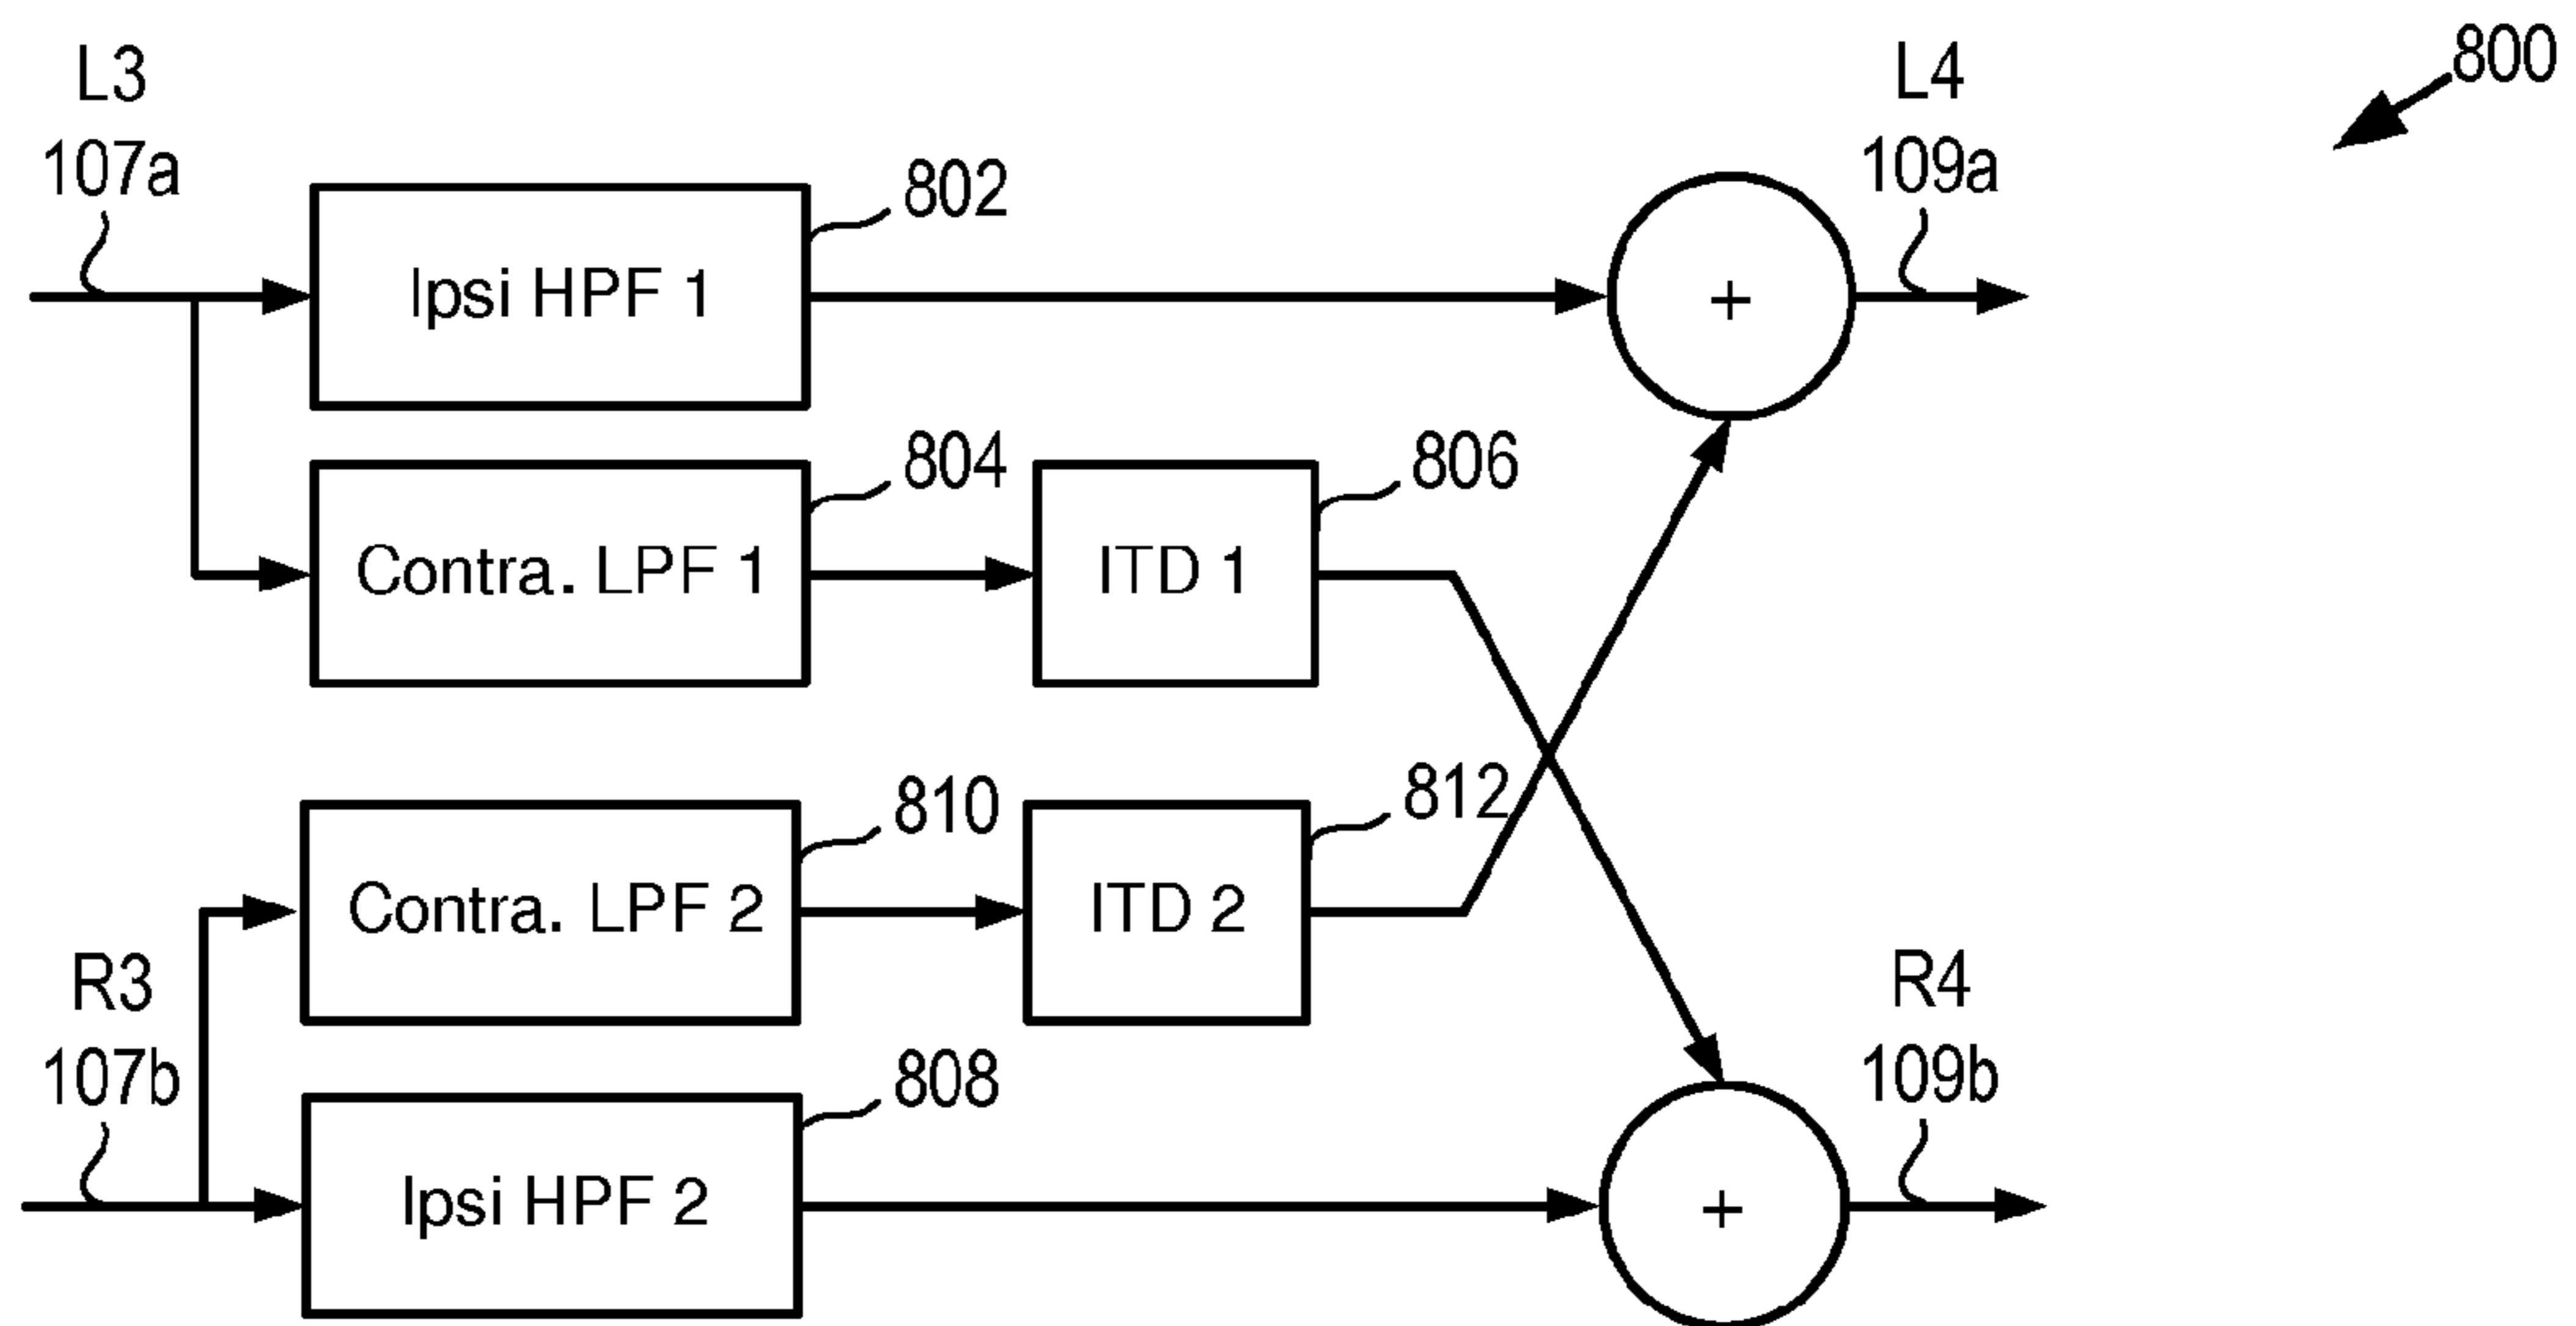 L3
107a
L4
109a
800
802
Ipsi HPF 1
+
804
806
Contra. LPF 1
ITD 1
810
812
Contra. LPF 2
ITD 2
R3
107b
R4
109b
808
Ipsi HPF 2
+